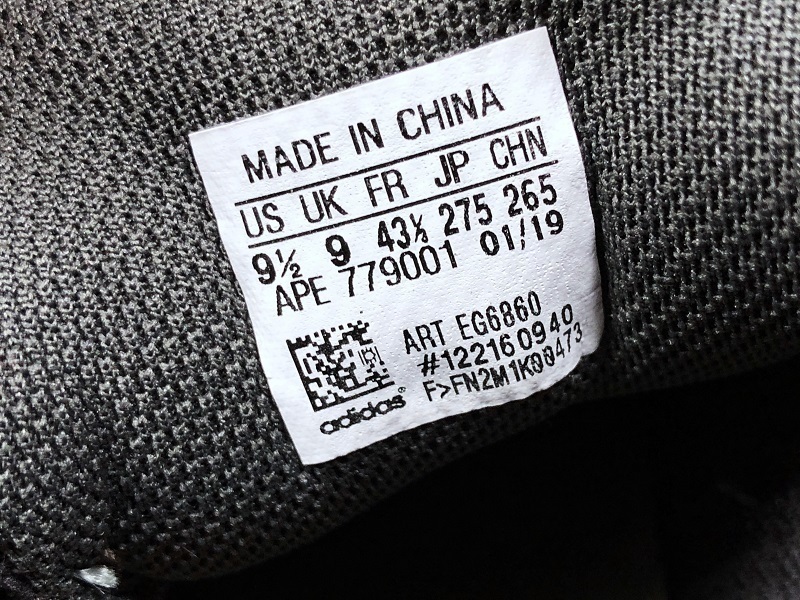 MADE IN CHINA
US UK FR JP CHN
9½ 9 43⅓ 275 265
APE 779001 01/19
ART EG6860
#122160940
F>FN2M1K00473
adidas®